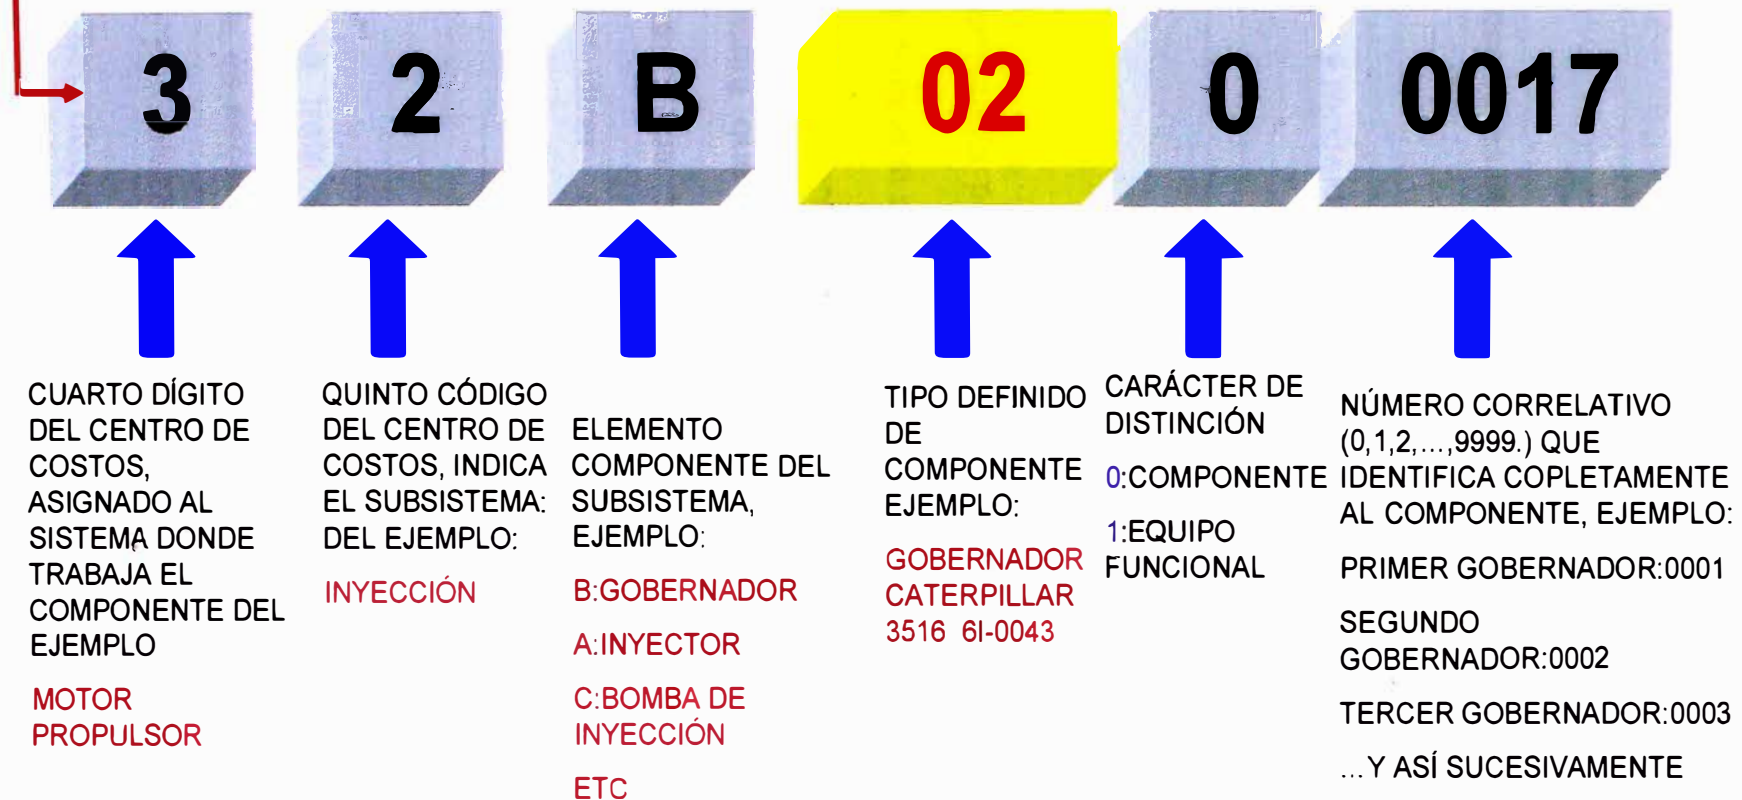 3 2 B 02 0 0017
CUARTO DÍGITO
DEL CENTRO DE
COSTOS,
ASIGNADO AL
SISTEMA DONDE
TRABAJA EL
COMPONENTE DEL
EJEMPLO
MOTOR
PROPULSOR
QUINTO CÓDIGO
DEL CENTRO DE
COSTOS, INDICA
EL SUBSISTEMA:
DEL EJEMPLO:
INYECCIÓN
ELEMENTO
COMPONENTE DEL
SUBSISTEMA,
EJEMPLO:
B:GOBERNADOR
A:INYECTOR
C:BOMBA DE
INYECCIÓN
ETC
TIPO DEFINIDO
DE
COMPONENTE
EJEMPLO:
GOBERNADOR
CATERPILLAR
3516 6I-0043
CARÁCTER DE
DISTINCIÓN
0:COMPONENTE
1:EQUIPO
FUNCIONAL
NÚMERO CORRELATIVO
(0,1,2,...,9999.) QUE
IDENTIFICA COPLETAMENTE
AL COMPONENTE, EJEMPLO:
PRIMER GOBERNADOR:0001
SEGUNDO
GOBERNADOR:0002
TERCER GOBERNADOR:0003
...Y ASÍ SUCESIVAMENTE